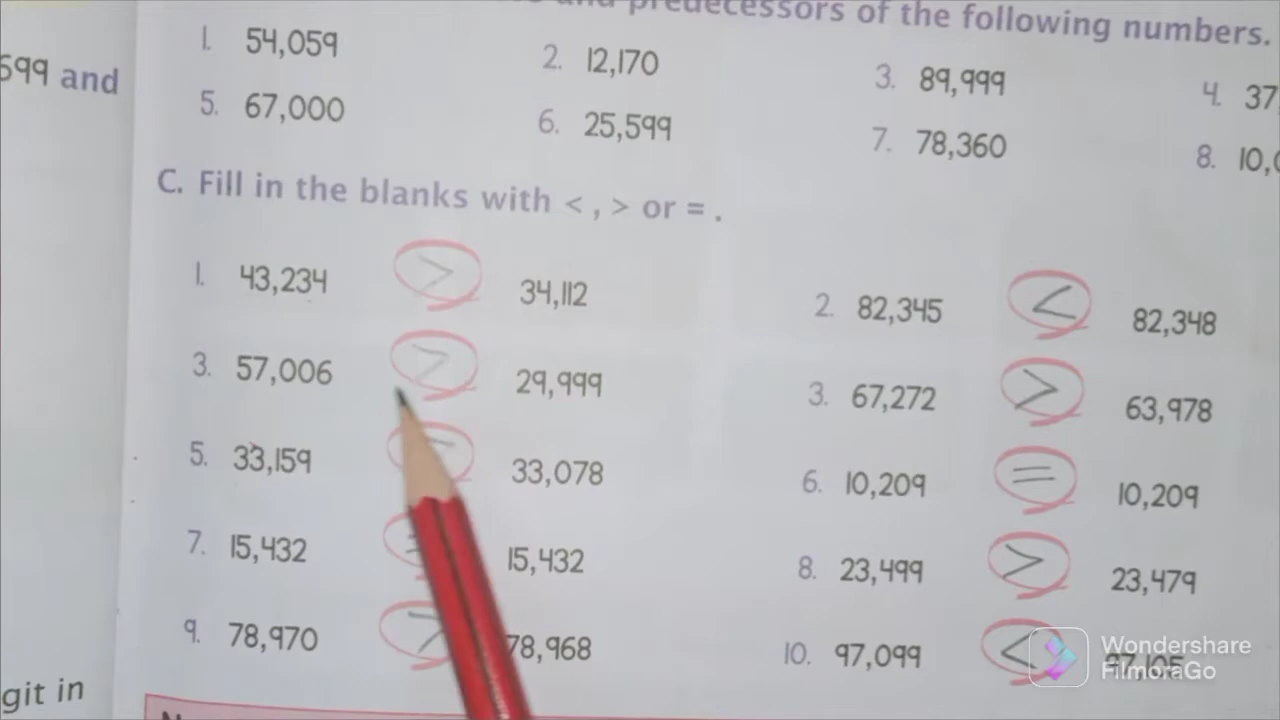 predecessors of the following numbers.
599 and
1. 54,059 2. 12,170 3. 89,999 4. 37,
5. 67,000 6. 25,599 7. 78,360 8. 10,0
C. Fill in the blanks with < , > or = .
1. 43,234 > 34,112 2. 82,345 < 82,348
3. 57,006 > 29,999 3. 67,272 > 63,978
5. 33,159 33,078 6. 10,209 = 10,209
7. 15,432 15,432 8. 23,499 > 23,479
9. 78,970 > 78,968 10. 97,099 < 97,105
git in
Wondershare
FilmoraGo